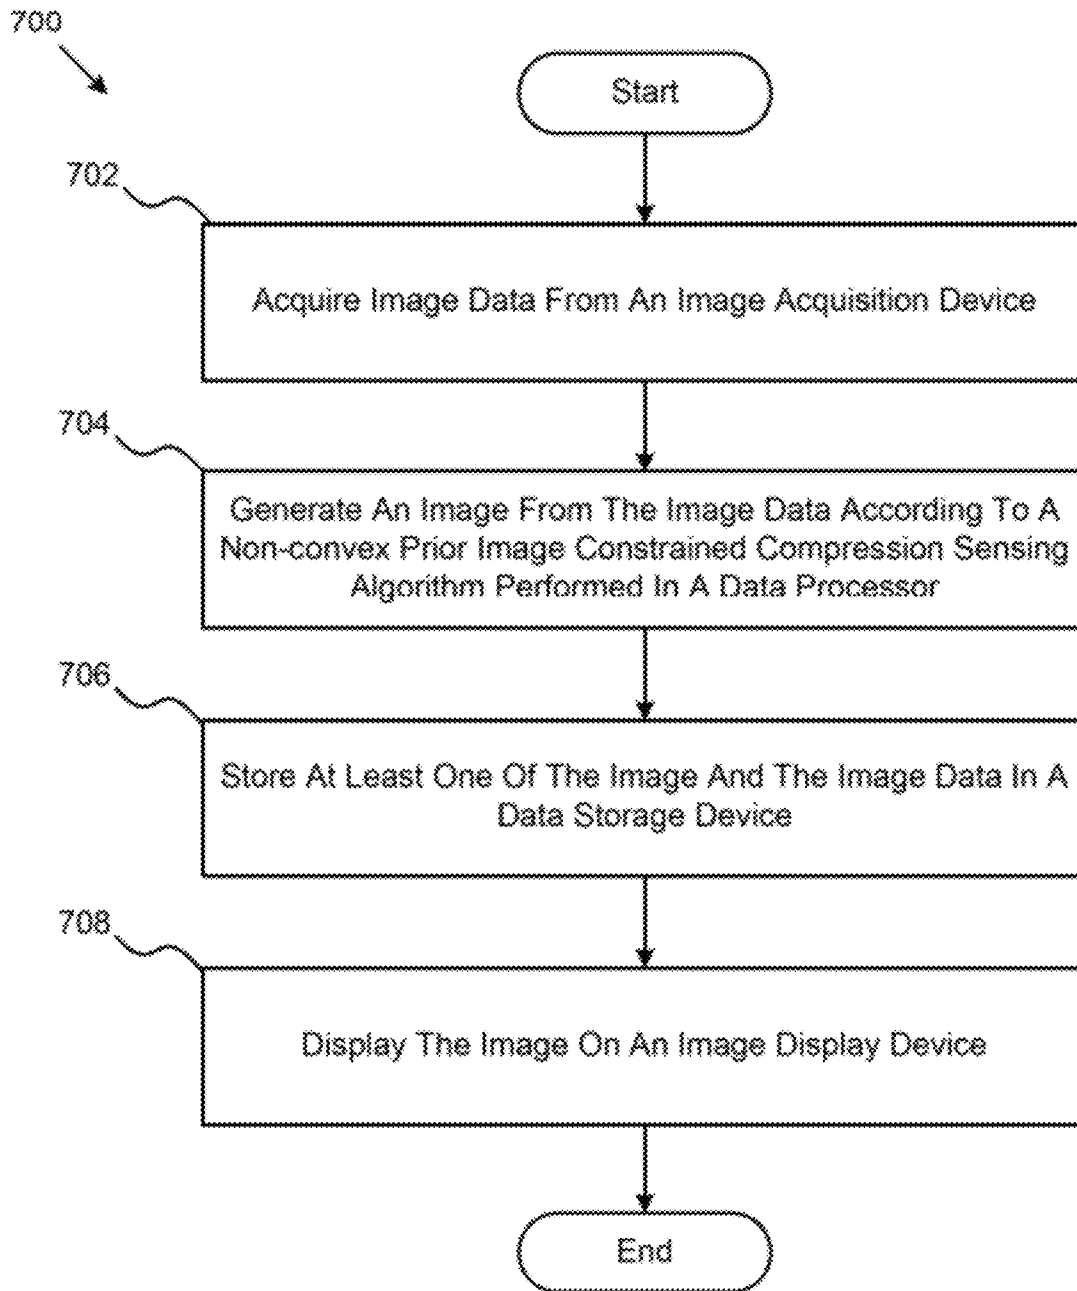 700
Start
702
Acquire Image Data From An Image Acquisition Device
704
Generate An Image From The Image Data According To A
Non-convex Prior Image Constrained Compression Sensing
Algorithm Performed In A Data Processor
706
Store At Least One Of The Image And The Image Data In A
Data Storage Device
708
Display The Image On An Image Display Device
End